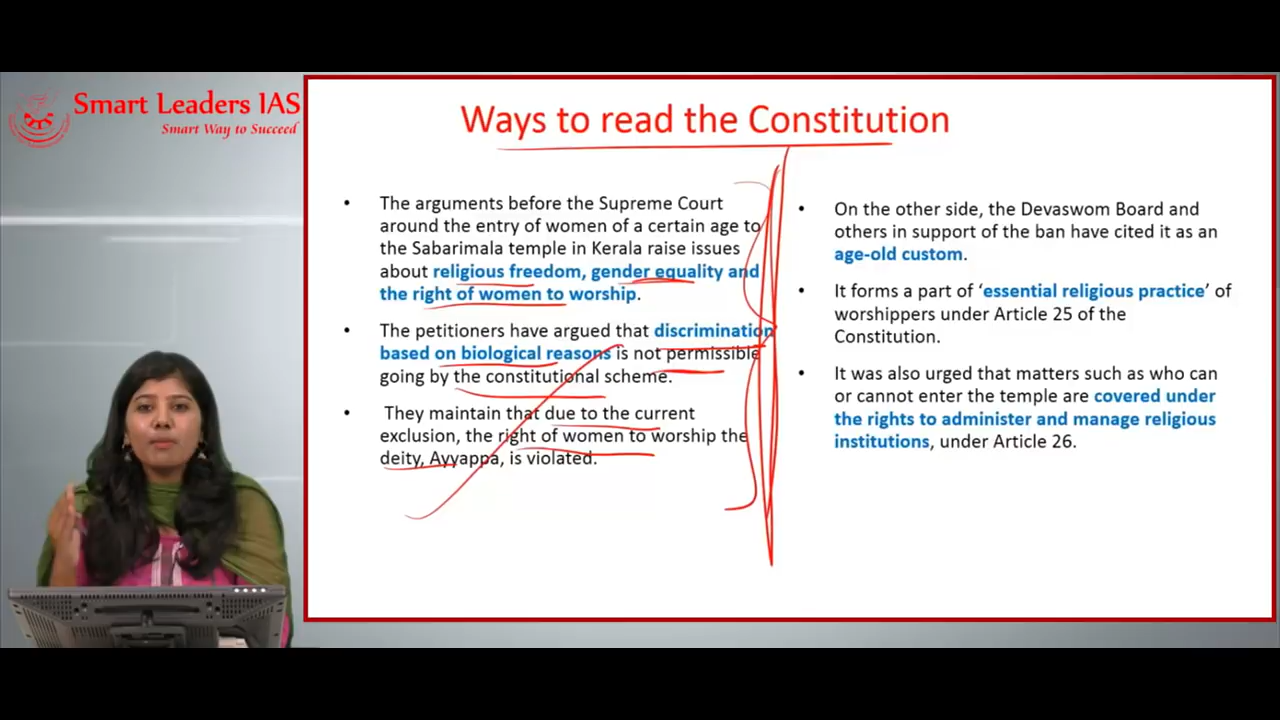 Smart Leaders IAS
Smart Way to Succeed
Ways to read the Constitution
• The arguments before the Supreme Court
around the entry of women of a certain age to
the Sabarimala temple in Kerala raise issues
about religious freedom, gender equality and
the right of women to worship.
• The petitioners have argued that discrimination
based on biological reasons is not permissible
going by the constitutional scheme.
• They maintain that due to the current
exclusion, the right of women to worship the
deity, Ayyappa, is violated.
• On the other side, the Devaswom Board and
others in support of the ban have cited it as an
age-old custom.
• It forms a part of ‘essential religious practice’ of
worshippers under Article 25 of the
Constitution.
• It was also urged that matters such as who can
or cannot enter the temple are covered under
the rights to administer and manage religious
institutions, under Article 26.